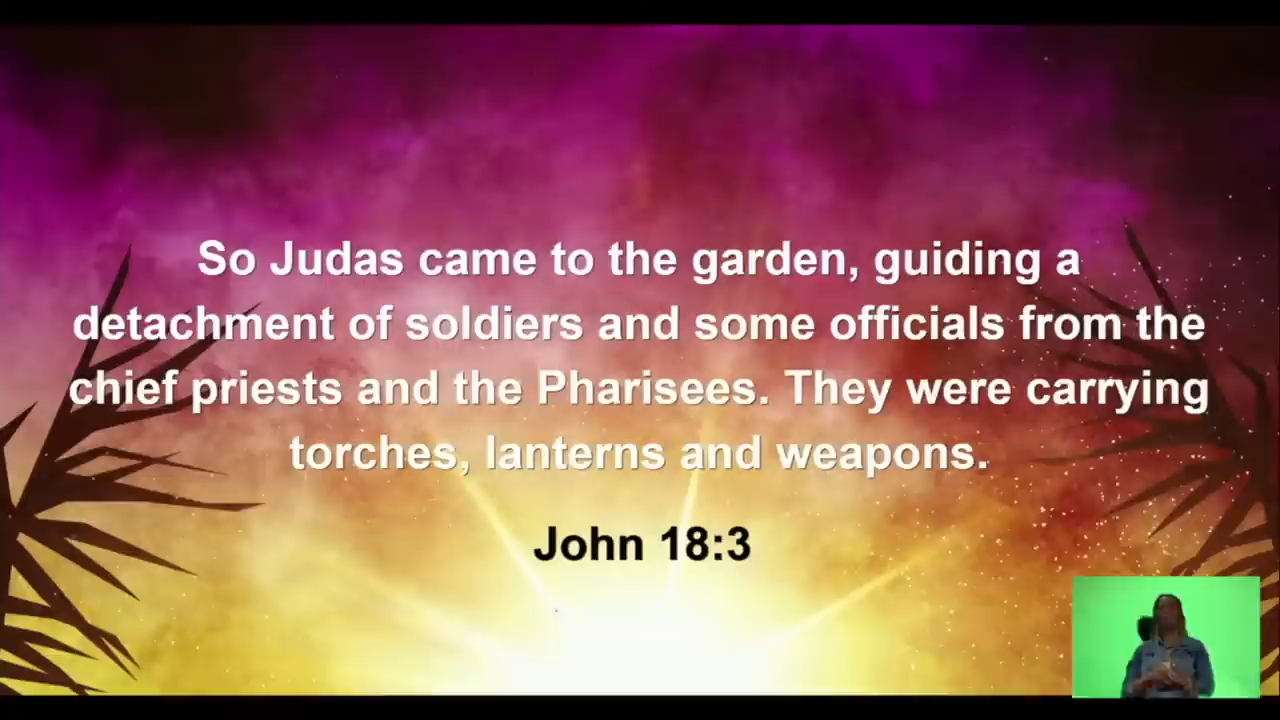 So Judas came to the garden, guiding a
detachment of soldiers and some officials from the
chief priests and the Pharisees. They were carrying
torches, lanterns and weapons.
John 18:3